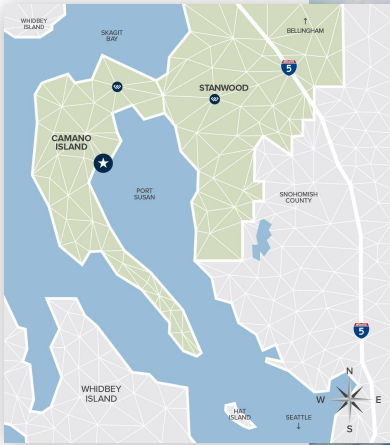 WHIDBEY
ISLAND
SKAGIT
BAY
↑
BELLINGHAM
5
STANWOOD
CAMANO
ISLAND
PORT
SUSAN
SNOHOMISH
COUNTY
5
N
W E
S
WHIDBEY
ISLAND
HAT
ISLAND
SEATTLE
↓